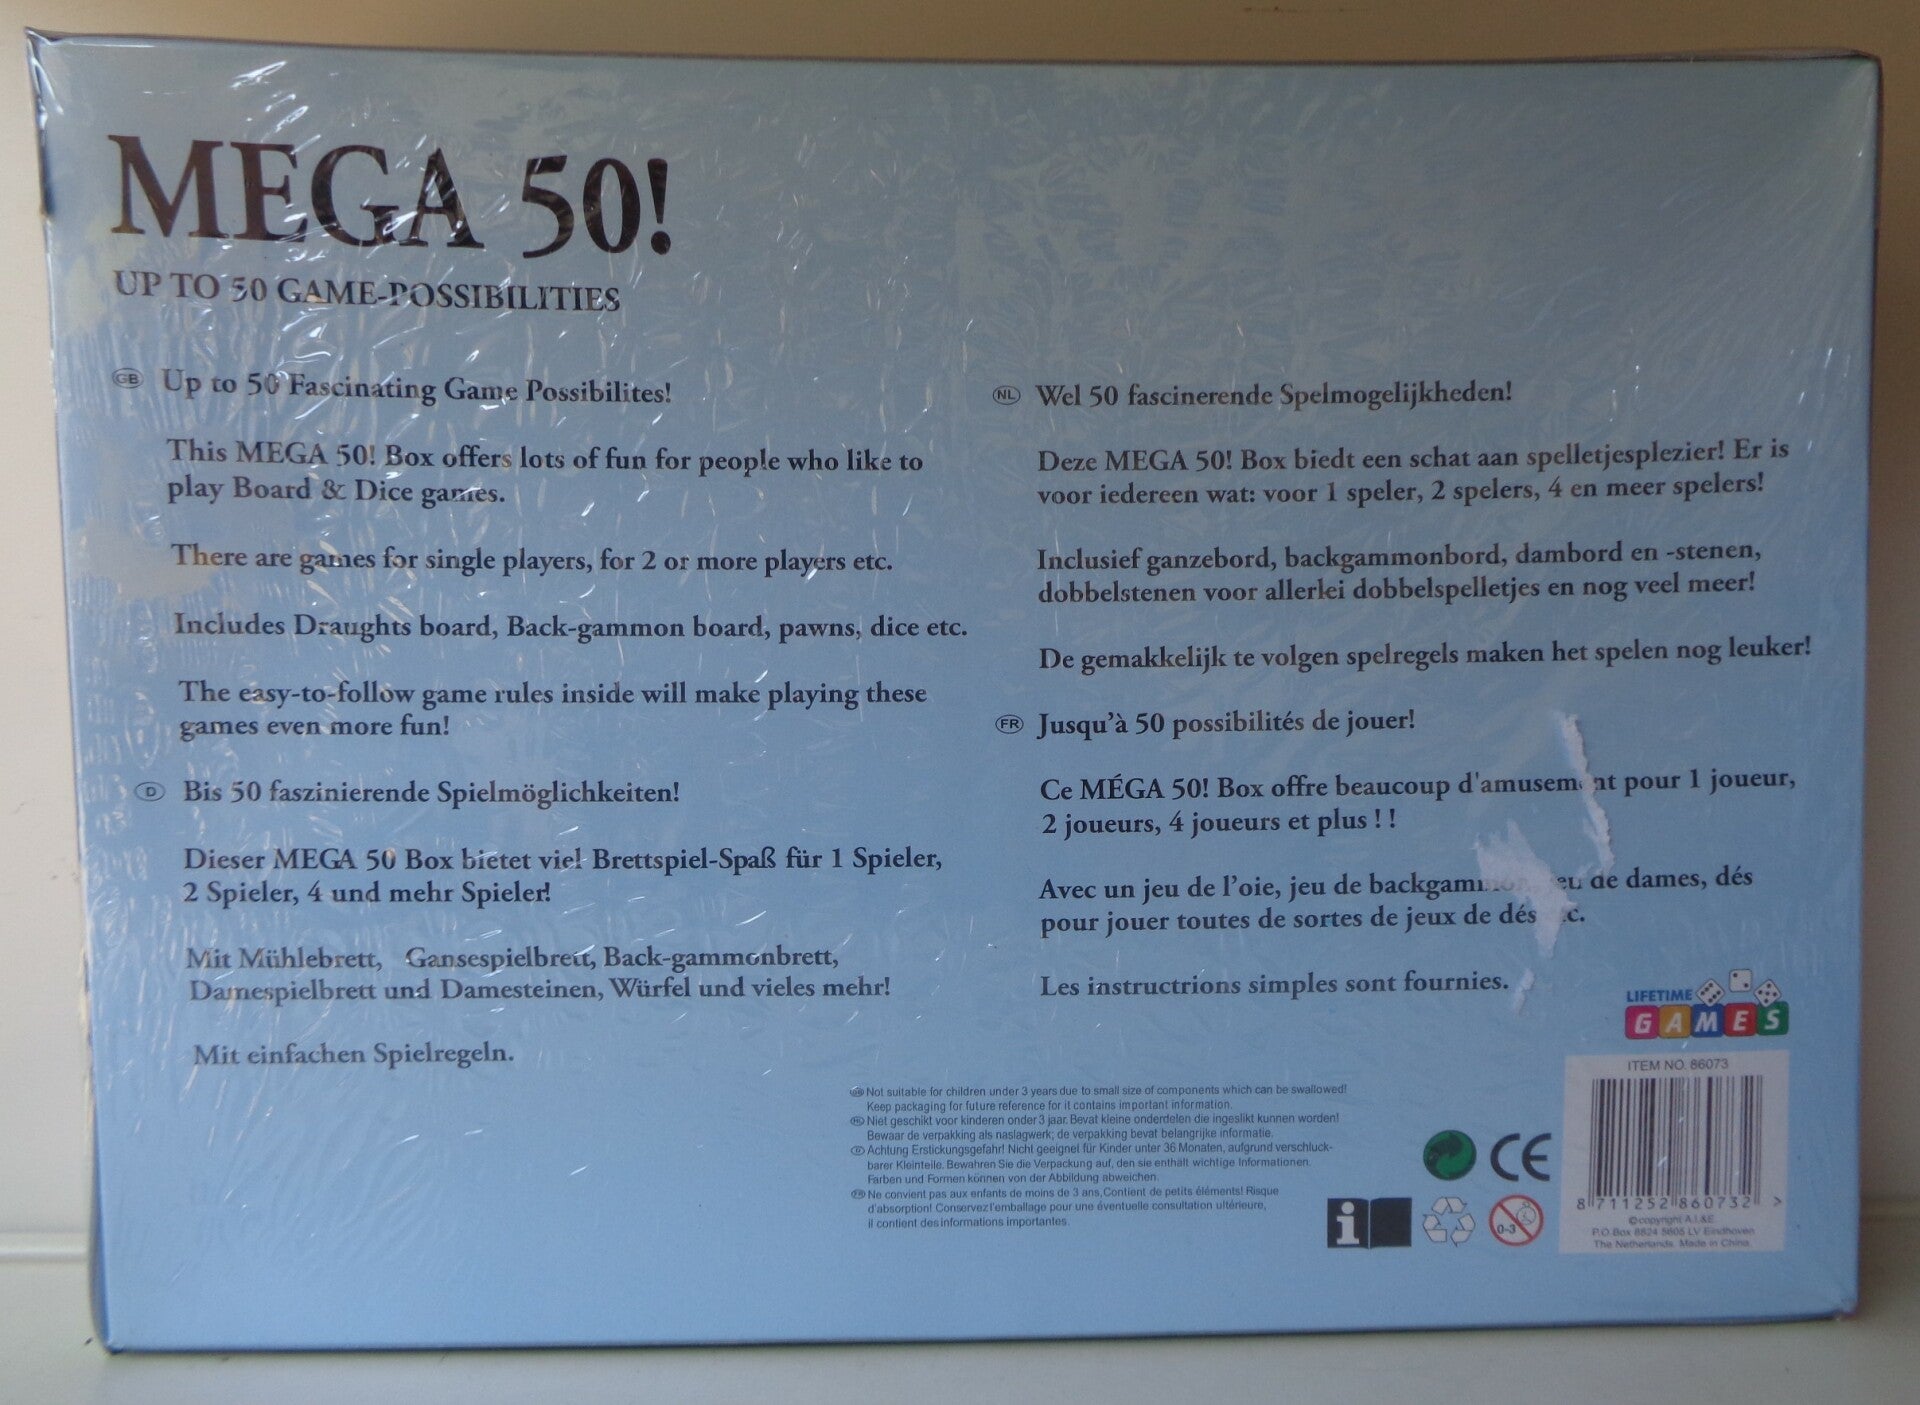 MEGA 50!
UP TO 50 GAME-POSSIBILITIES
GB Up to 50 Fascinating Game Possibilites!
This MEGA 50! Box offers lots of fun for people who like to
play Board & Dice games.
There are games for single players, for 2 or more players etc.
Includes Draughts board, Back-gammon board, pawns, dice etc.
The easy-to-follow game rules inside will make playing these
games even more fun!
D Bis 50 faszinierende Spielmöglichkeiten!
Dieser MEGA 50 Box bietet viel Brettspiel-Spaß für 1 Spieler,
2 Spieler, 4 und mehr Spieler!
Mit Mühlebrett, Gansespielbrett, Back-gammonbrett,
Damespielbrett und Damesteinen, Würfel und vieles mehr!
Mit einfachen Spielregeln.
NL Wel 50 fascinerende Spelmogelijkheden!
Deze MEGA 50! Box biedt een schat aan spelletjesplezier! Er is
voor iedereen wat: voor 1 speler, 2 spelers, 4 en meer spelers!
Inclusief ganzebord, backgammonbord, dambord en -stenen,
dobbelstenen voor allerlei dobbelspelletjes en nog veel meer!
De gemakkelijk te volgen spelregels maken het spelen nog leuker!
FR Jusqu'à 50 possibilités de jouer!
Ce MÉGA 50! Box offre beaucoup d'amusem nt pour 1 joueur,
2 joueurs, 4 joueurs et plus ! !
Avec un jeu de l'oie, jeu de backgamm eu de dames, dés
pour jouer toutes de sortes de jeux de dés .c.
Les instructrions simples sont fournies.
LIFETIME
GAMES
GB Not suitable for children under 3 years due to small size of components which can be swallowed!
Keep packaging for future reference for it contains important information.
NL Niet geschikt voor kinderen onder 3 jaar. Bevat kleine onderdelen die ingeslikt kunnen worden!
Bewaar de verpakking als naslagwerk; de verpakking bevat belangrijke informatie.
D Achtung Erstickungsgefahr! Nicht geeignet für Kinder unter 36 Monaten, aufgrund verschluck-
barer Kleinteile. Bewahren Sie die Verpackung auf, den sie enthält wichtige Informationen.
Farben und Formen können von der Abbildung abweichen.
FR Ne convient pas aux enfants de moins de 3 ans, Contient de petits éléments! Risque
d'absorption! Conservez l'emballage pour une éventuelle consultation ultérieure,
il contient des informations importantes.
CE
i
0-3
ITEM NO. 86073
8 711252 860732 >
©copyright A.I.&E.
P.O.Box 8824 5605 LV Eindhoven
The Netherlands. Made in China.